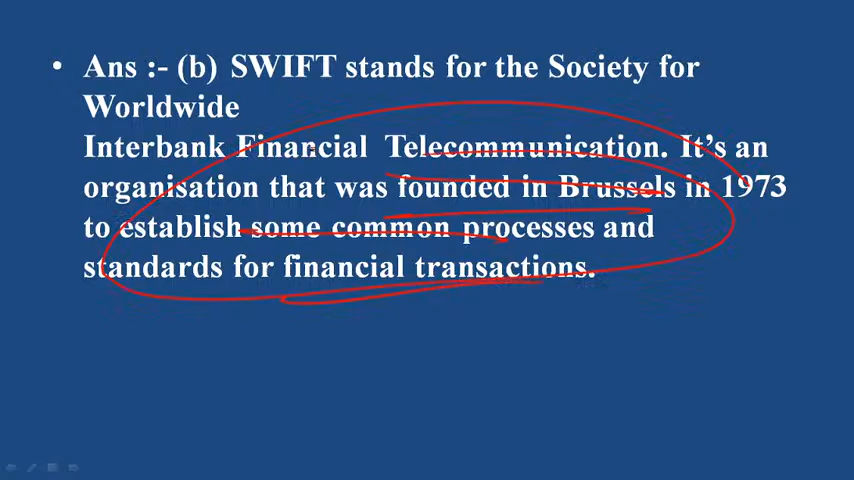 • Ans :- (b) SWIFT stands for the Society for
Worldwide
Interbank Financial Telecommunication. It's an
organisation that was founded in Brussels in 1973
to establish some common processes and
standards for financial transactions.